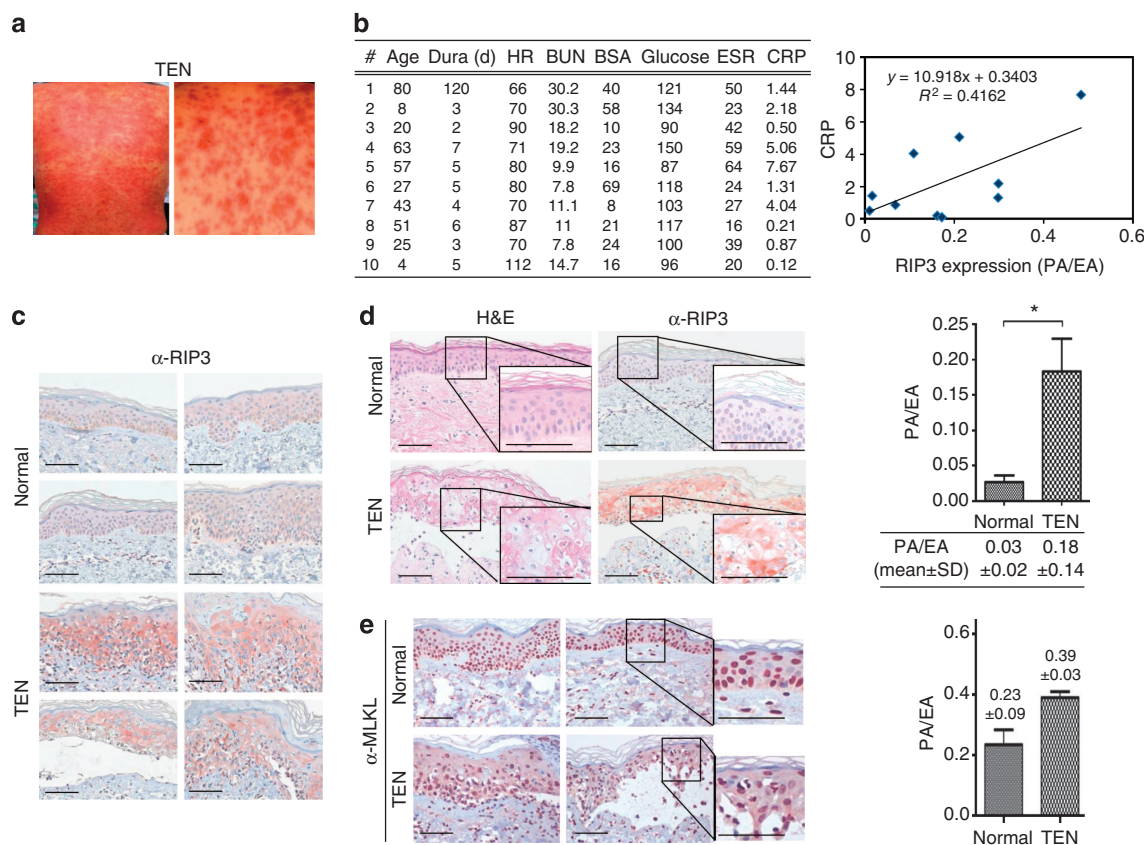 a
TEN
b
# Age Dura (d) HR BUN BSA Glucose ESR CRP
1 80 120 66 30.2 40 121 50 1.44
2 8 3 70 30.3 58 134 23 2.18
3 20 2 90 18.2 10 90 42 0.50
4 63 7 71 19.2 23 150 59 5.06
5 57 5 80 9.9 16 87 64 7.67
6 27 5 80 7.8 69 118 24 1.31
7 43 4 70 11.1 8 103 27 4.04
8 51 6 87 11 21 117 16 0.21
9 25 3 70 7.8 24 100 39 0.87
10 4 5 112 14.7 16 96 20 0.12
y = 10.918x + 0.3403
R² = 0.4162
CRP
10
8
6
4
2
0
0 0.2 0.4 0.6
RIP3 expression (PA/EA)
c
α-RIP3
Normal
TEN
d
H&E α-RIP3
Normal
TEN
*
PA/EA
0.25
0.20
0.15
0.10
0.05
0.00
Normal TEN
PA/EA 0.03 0.18
(mean±SD) ±0.02 ±0.14
e
α-MLKL
Normal
TEN
PA/EA
0.6
0.4
0.2
0.0
0.23
±0.09
0.39
±0.03
Normal TEN